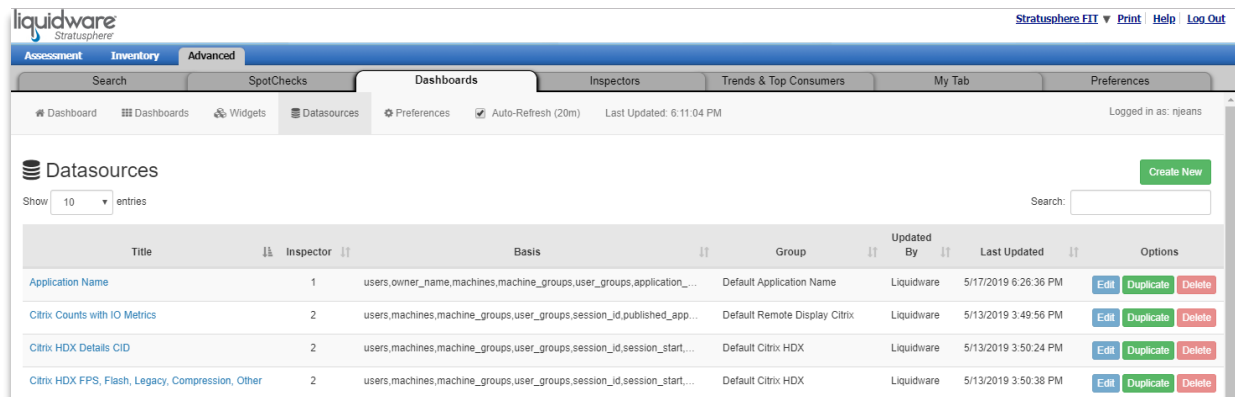 liquidware
Stratusphere
Stratusphere FIT ▼ Print Help Log Out
Assessment Inventory Advanced
Search SpotChecks Dashboards Inspectors Trends & Top Consumers My Tab Preferences
Dashboard Dashboards Widgets Datasources Preferences Auto-Refresh (20m) Last Updated: 6:11:04 PM Logged in as: njeans
Datasources
Create New
Show 10 entries
Search:
Title Inspector Basis Group Updated By Last Updated Options
Application Name 1 users,owner_name,machines,machine_groups,user_groups,application_... Default Application Name Liquidware 5/17/2019 6:26:36 PM Edit Duplicate Delete
Citrix Counts with IO Metrics 2 users,machines,machine_groups,user_groups,session_id,published_app... Default Remote Display Citrix Liquidware 5/13/2019 3:49:56 PM Edit Duplicate Delete
Citrix HDX Details CID 2 users,machines,machine_groups,user_groups,session_id,session_start,... Default Citrix HDX Liquidware 5/13/2019 3:50:24 PM Edit Duplicate Delete
Citrix HDX FPS, Flash, Legacy, Compression, Other 2 users,machines,machine_groups,user_groups,session_id,session_start,... Default Citrix HDX Liquidware 5/13/2019 3:50:38 PM Edit Duplicate Delete